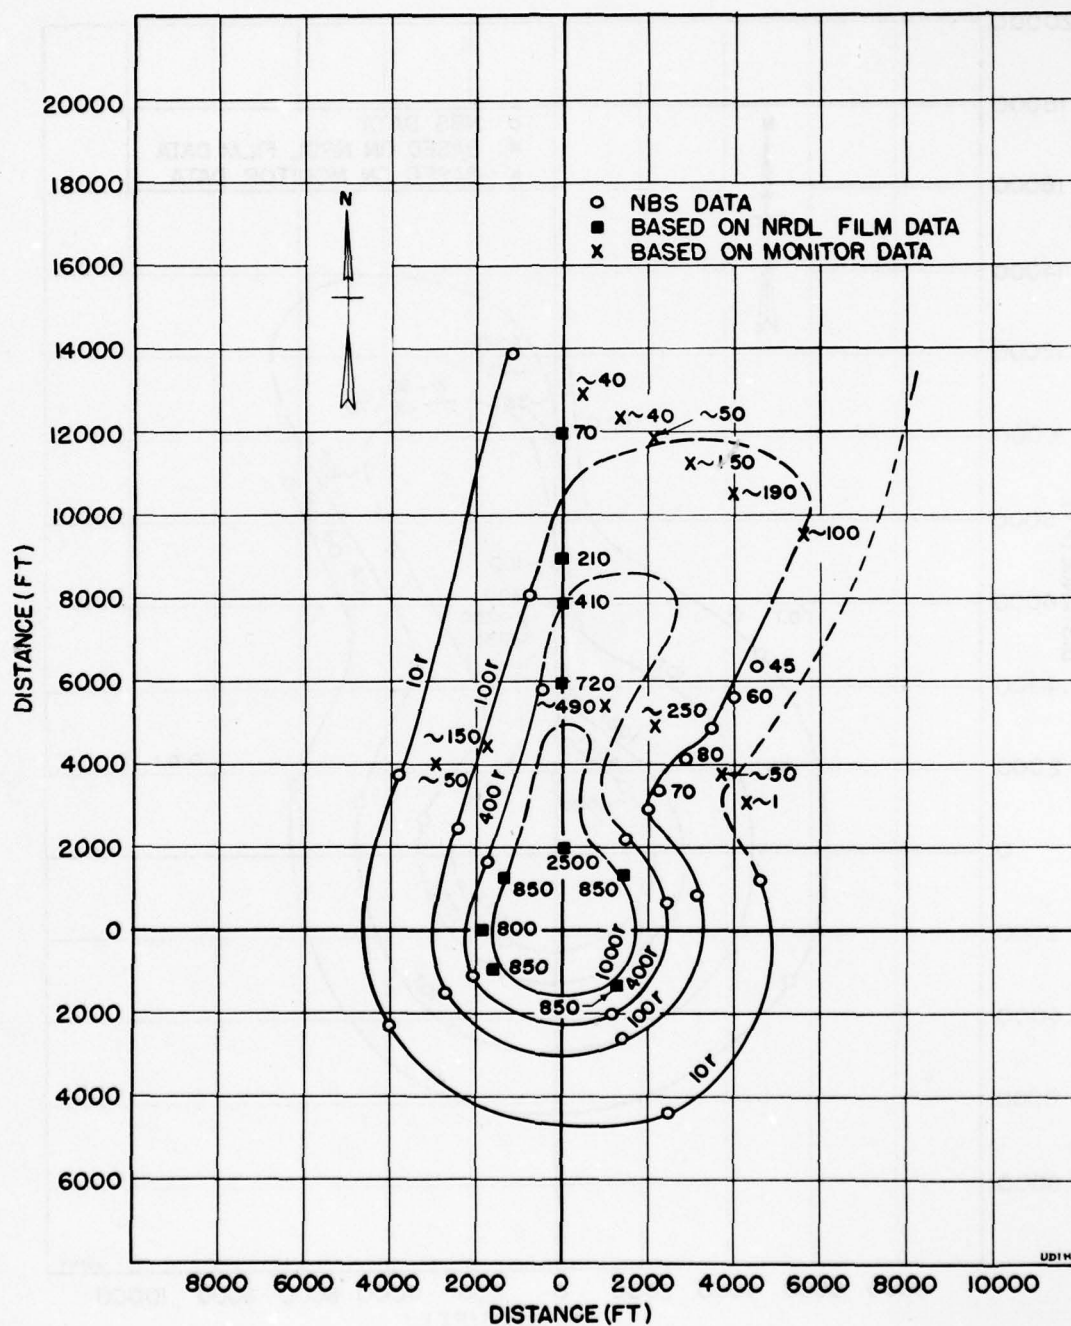 20000
18000
N
O NBS DATA
■ BASED ON NRDL FILM DATA
X BASED ON MONITOR DATA
16000
14000
~40
~40 ~50
12000 70
~190
10000
~100
210
8000 410
10r
6000 720 45
60
100r ~490 ~250
~150
~50
80
4000 ~50
70 ~1
400r
2000 2500
850 850
0 800
850 1000r
400r
850
2000 100r
10r
4000
6000
DISTANCE (FT)
8000 6000 4000 2000 0 2000 4000 6000 8000 10000
DISTANCE (FT)